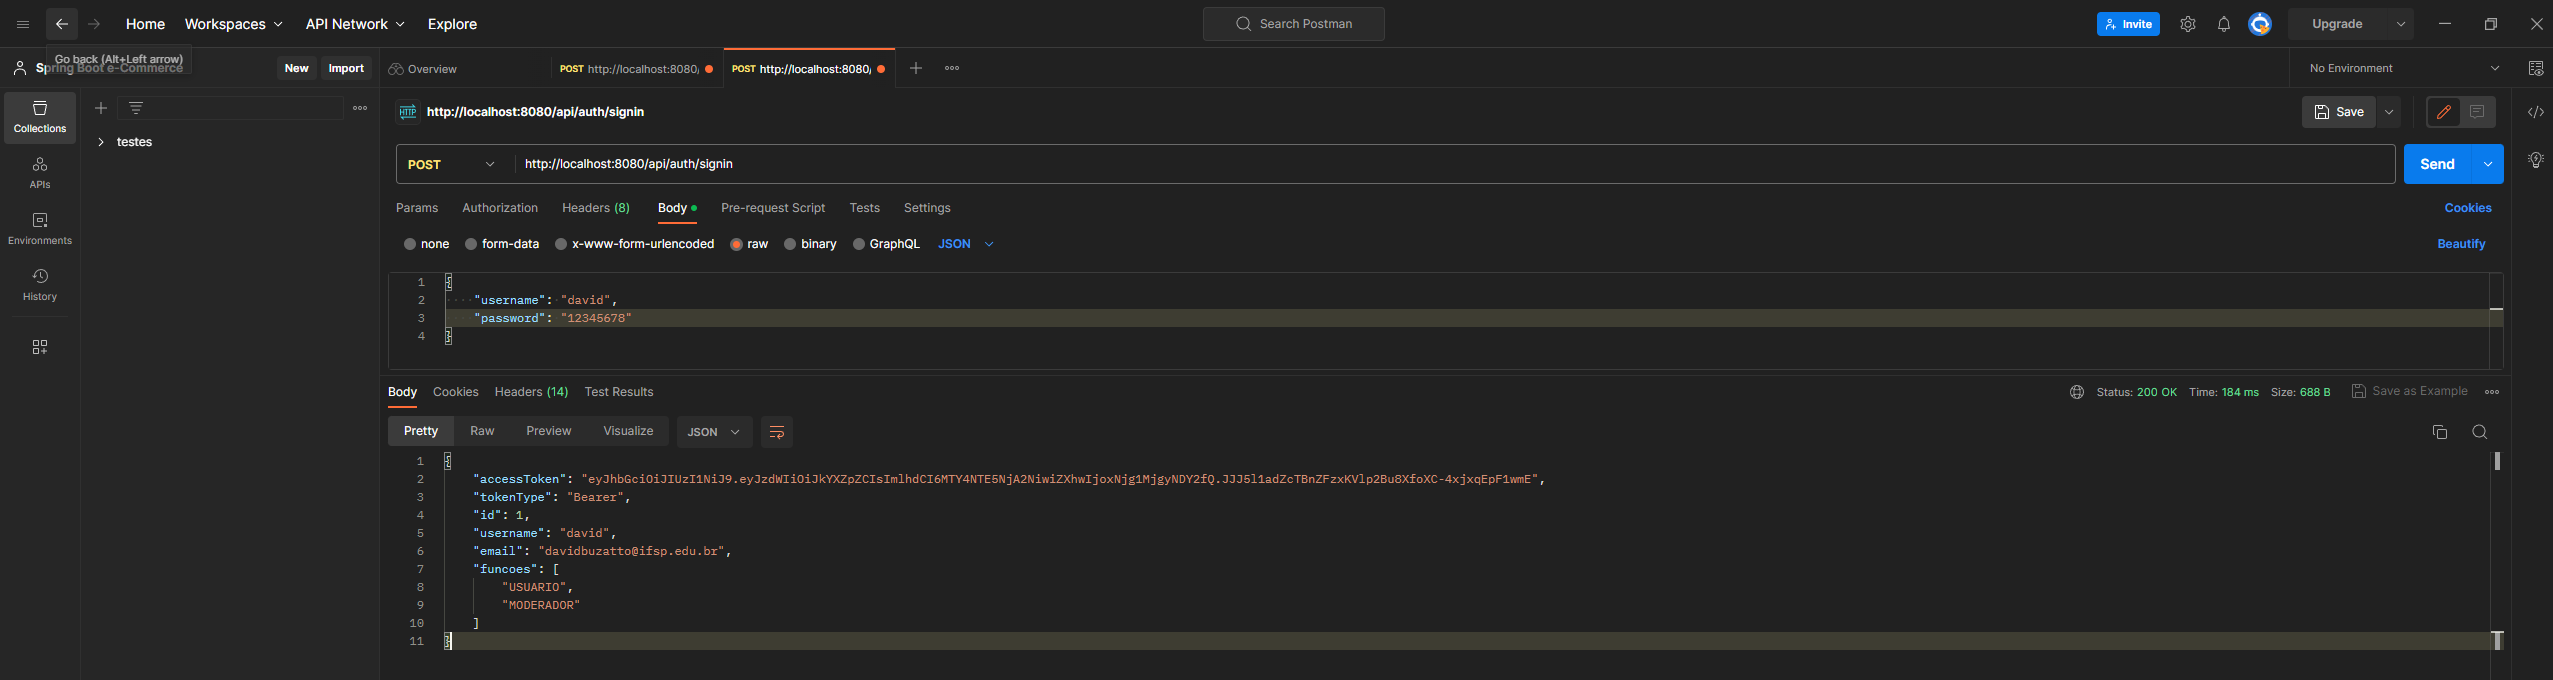 Home Workspaces API Network Explore Search Postman Invite Upgrade
Go back (Alt+Left arrow)
Spring Boot e-Commerce New Import Overview POST http://localhost:8080/ POST http://localhost:8080/ No Environment
Collections testes
APIs
Environments
History
HTTP http://localhost:8080/api/auth/signin Save
POST http://localhost:8080/api/auth/signin Send
Params Authorization Headers (8) Body Pre-request Script Tests Settings Cookies
none form-data x-www-form-urlencoded raw binary GraphQL JSON Beautify
1 {
2 "username": "david",
3 "password": "12345678"
4 }
Body Cookies Headers (14) Test Results Status: 200 OK Time: 184 ms Size: 688 B Save as Example
Pretty Raw Preview Visualize JSON
1 {
2 "accessToken": "eyJhbGciOiJIUzI1NiJ9.eyJzdWIiOiJkYXZpZCIsImlhdCI6MTY4NTE5NjA2NiwiZXhwIjoxNjg1MjgyNDY2fQ.JJJ5l1adZcTBnZFzxKVlp2Bu8XfoXC-4xjxqEpF1wmE",
3 "tokenType": "Bearer",
4 "id": 1,
5 "username": "david",
6 "email": "davidbuzatto@ifsp.edu.br",
7 "funcoes": [
8 "USUARIO",
9 "MODERADOR"
10 ]
11 }